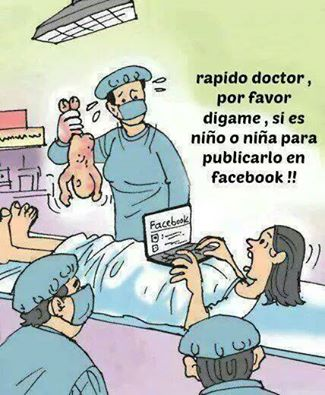 rapido doctor ,
por favor
digame , si es
niño o niña para
publicarlo en
facebook !!
Facebook